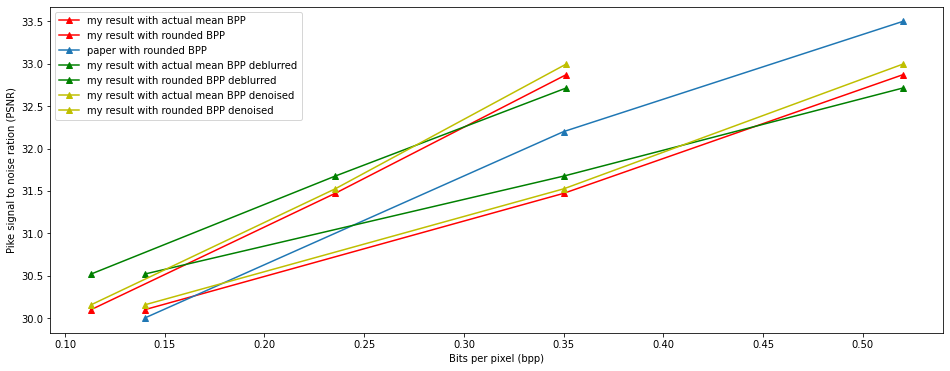 my result with actual mean BPP
my result with rounded BPP
paper with rounded BPP
my result with actual mean BPP deblurred
my result with rounded BPP deblurred
my result with actual mean BPP denoised
my result with rounded BPP denoised
33.5
33.0
32.5
32.0
31.5
31.0
30.5
30.0
Pike signal to noise ration (PSNR)
0.10 0.15 0.20 0.25 0.30 0.35 0.40 0.45 0.50
Bits per pixel (bpp)